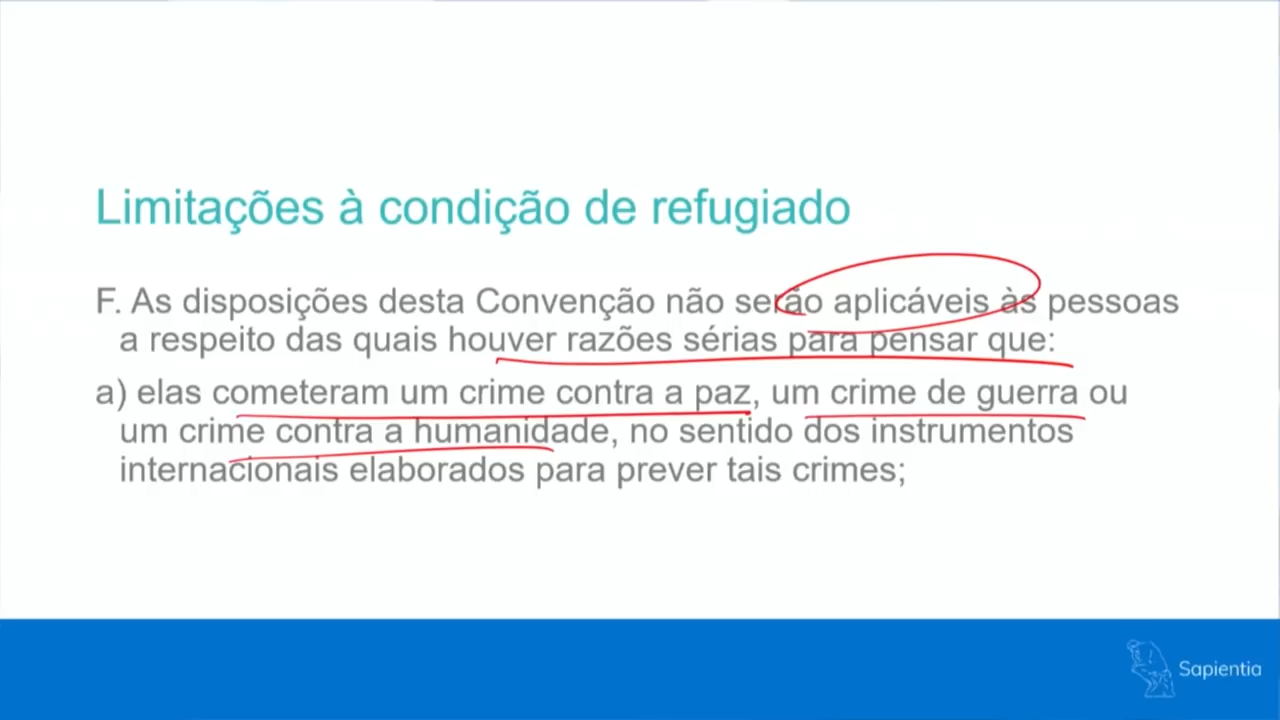 Limitações à condição de refugiado
F. As disposições desta Convenção não serão aplicáveis às pessoas
a respeito das quais houver razões sérias para pensar que:
a) elas cometeram um crime contra a paz, um crime de guerra ou
um crime contra a humanidade, no sentido dos instrumentos
internacionais elaborados para prever tais crimes;
Sapientia